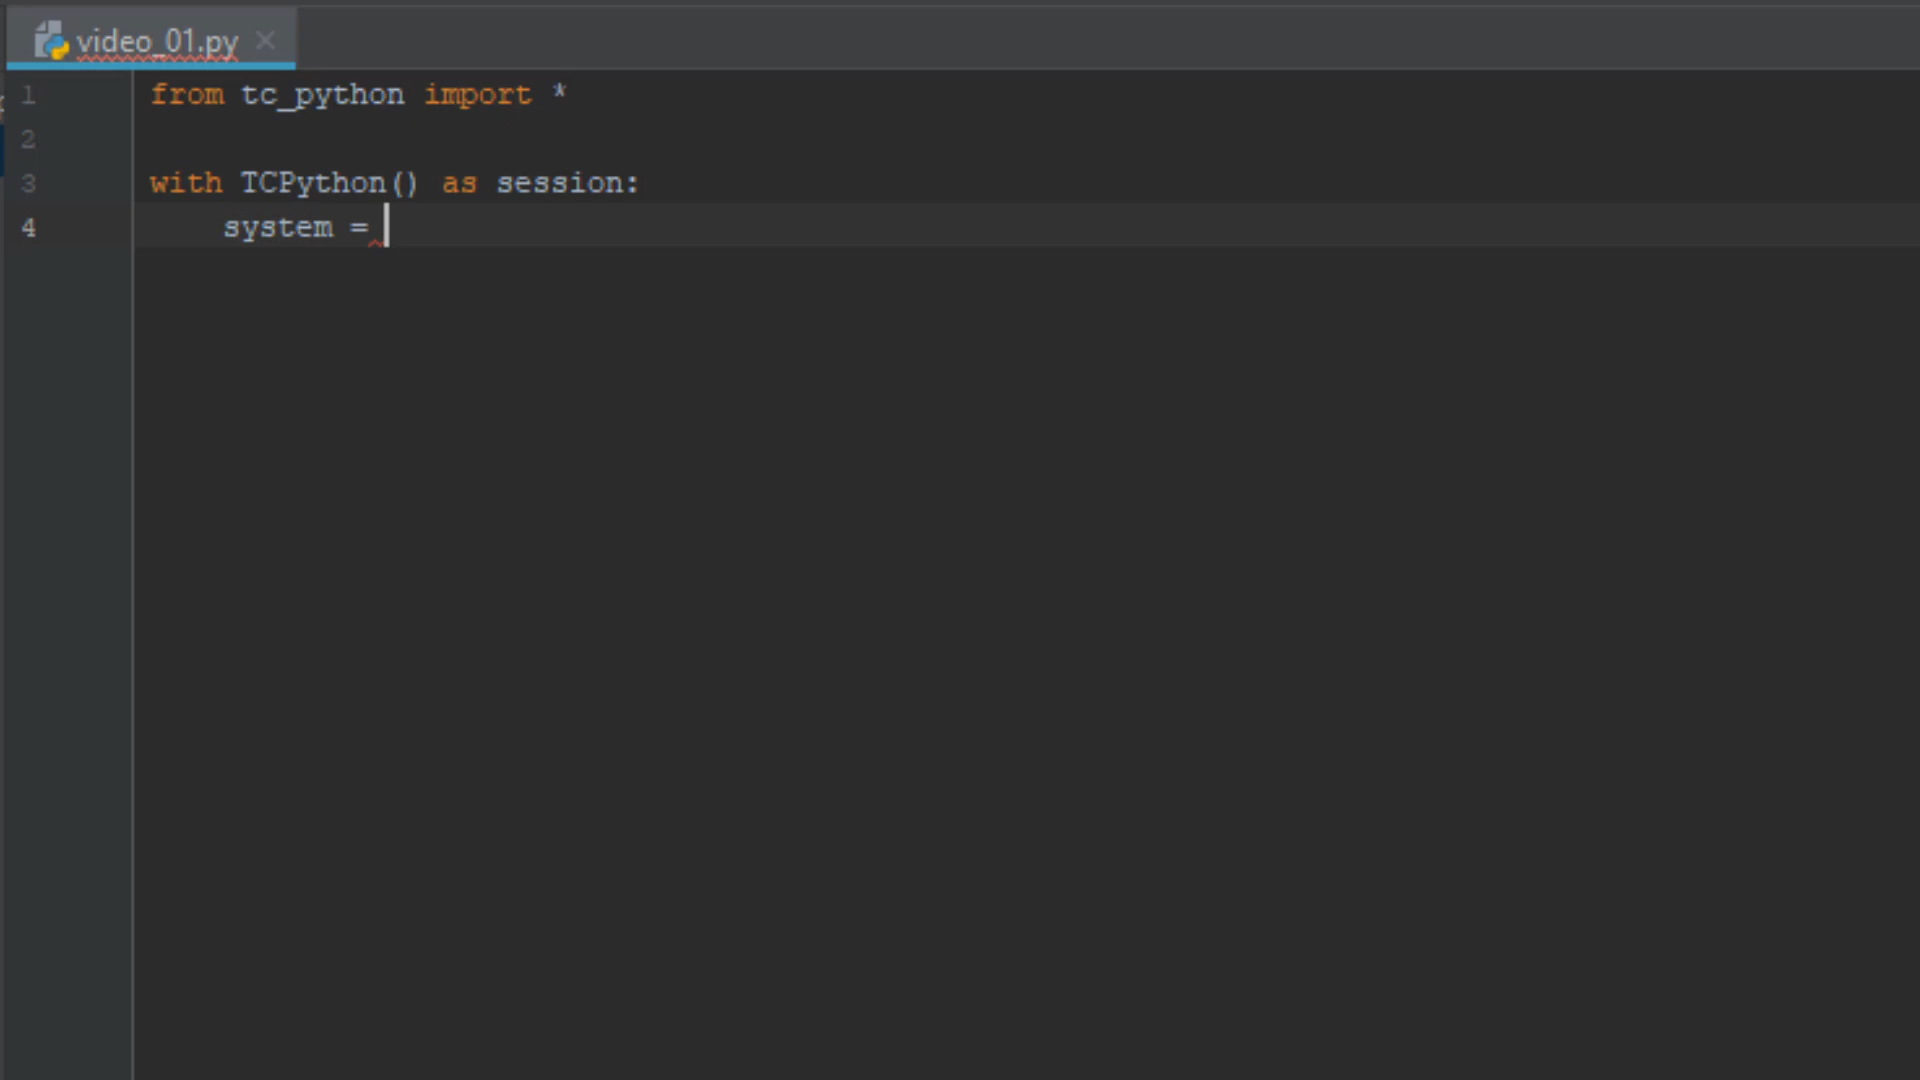 video_01.py
1 from tc_python import *
2
3 with TCPython() as session:
4     system =